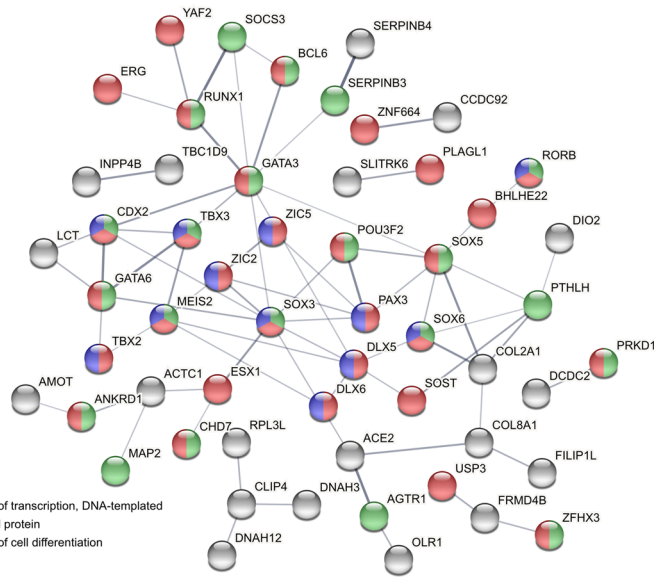 YAF2
SOCS3
SERPINB4
BCL6
ERG
SERPINB3
RUNX1
CCDC92
ZNF664
TBC1D9
INPP4B
GATA3
SLITRK6
PLAGL1
RORB
BHLHE22
CDX2
TBX3
ZIC5
POU3F2
DIO2
LCT
SOX5
ZIC2
GATA6
PTHLH
MEIS2
SOX3
PAX3
SOX6
TBX2
DLX5
COL2A1
PRKD1
ACTC1
ESX1
DCDC2
AMOT
DLX6
SOST
ANKRD1
CHD7
RPL3L
COL8A1
MAP2
ACE2
FILIP1L
USP3
CLIP4
DNAH3
AGTR1
FRMD4B
ZFHX3
DNAH12
OLR1
of transcription, DNA-templated
protein
of cell differentiation